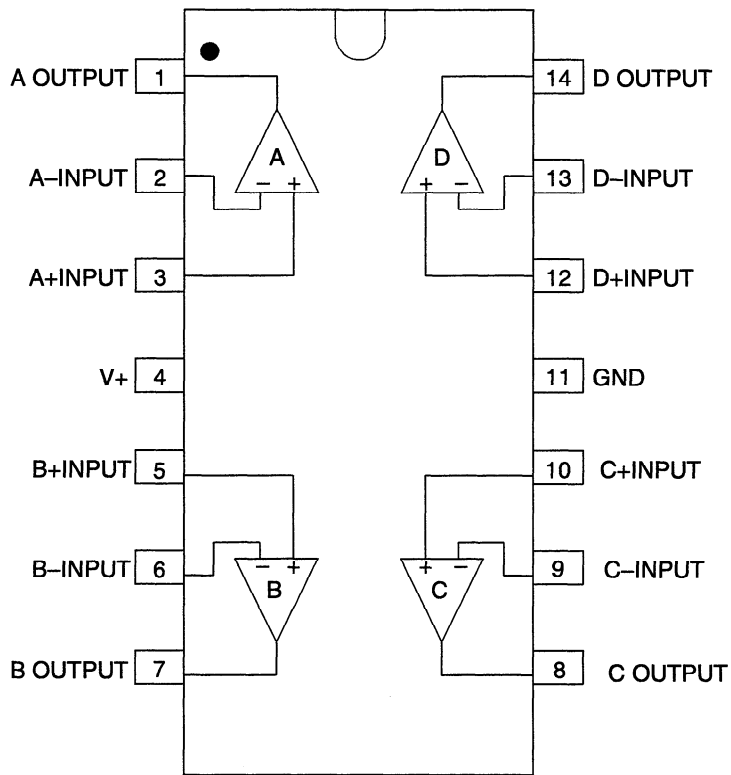 A OUTPUT 1 14 D OUTPUT
A D
A–INPUT 2 – + + – 13 D–INPUT
A+INPUT 3 12 D+INPUT
V+ 4 11 GND
B+INPUT 5 10 C+INPUT
B–INPUT 6 – + + – 9 C–INPUT
B C
B OUTPUT 7 8 C OUTPUT